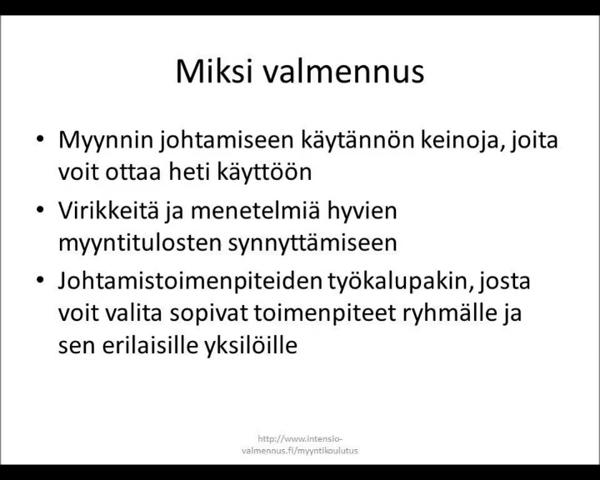 Miksi valmennus
• Myynnin johtamiseen käytännön keinoja, joita
voit ottaa heti käyttöön
• Virikkeitä ja menetelmiä hyvien
myyntitulosten synnyttämiseen
• Johtamistoimenpiteiden työkalupakin, josta
voit valita sopivat toimenpiteet ryhmälle ja
sen erilaisille yksilöille
http://www.intensio-
valmennus.fi/myyntikoulutus